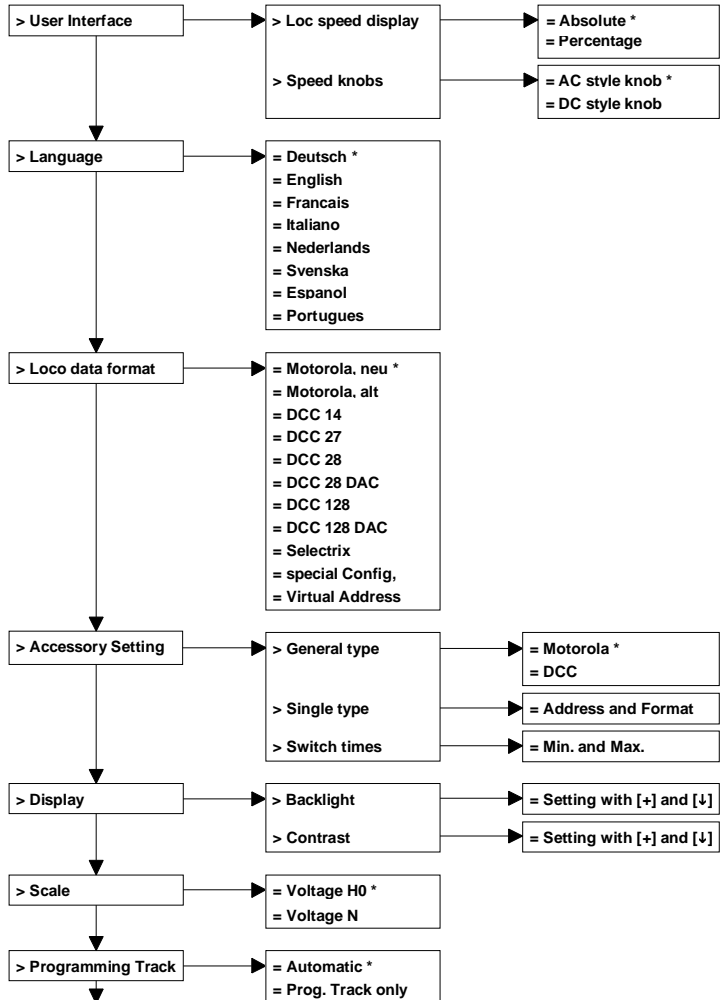 > User Interface
> Loc speed display
= Absolute *
= Percentage
> Speed knobs
= AC style knob *
= DC style knob
> Language
= Deutsch *
= English
= Francais
= Italiano
= Nederlands
= Svenska
= Espanol
= Portugues
> Loco data format
= Motorola, neu *
= Motorola, alt
= DCC 14
= DCC 27
= DCC 28
= DCC 28 DAC
= DCC 128
= DCC 128 DAC
= Selectrix
= special Config,
= Virtual Address
> Accessory Setting
> General type
= Motorola *
= DCC
> Single type
= Address and Format
> Switch times
= Min. and Max.
> Display
> Backlight
= Setting with [+] and [↓]
> Contrast
= Setting with [+] and [↓]
> Scale
= Voltage H0 *
= Voltage N
> Programming Track
= Automatic *
= Prog. Track only